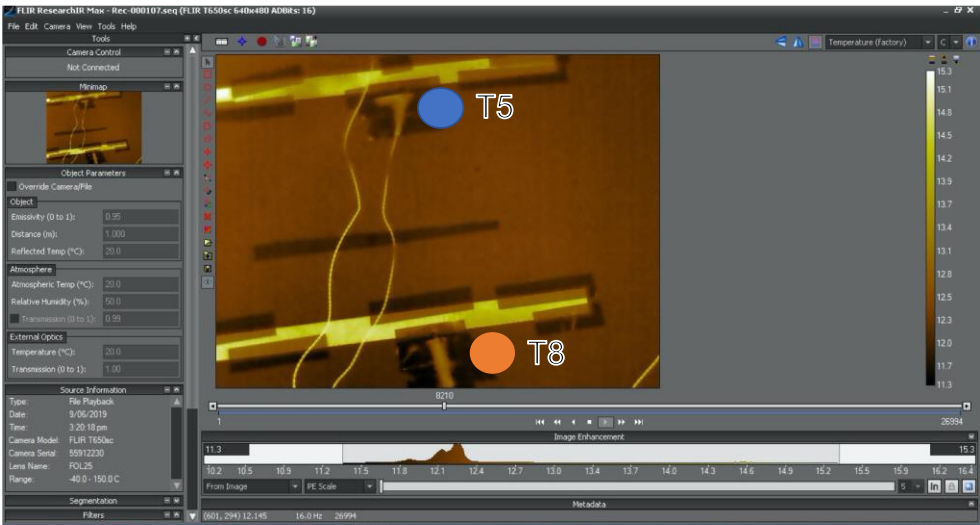 FLIR ResearchIR Max - Rec-000107.seq (FLIR T650sc 640x480 ADBits: 16)
File Edit Camera View Tools Help
Tools
Temperature (Factory) C
Camera Control
Not Connected
Minimap
T5
T8
15.3
15.1
14.8
14.5
14.2
13.9
13.7
13.4
13.1
12.8
12.5
12.3
12.0
11.7
11.3
Object Parameters
Override Camera/File
Object
Emissivity (0 to 1): 0.95
Distance (m): 1.000
Reflected Temp (°C): 20.0
Atmosphere
Atmospheric Temp (°C): 20.0
Relative Humidity (%): 50.0
Transmission (0 to 1): 0.99
External Optics
Temperature (°C): 20.0
Transmission (0 to 1): 1.00
Source Information
Type: File Playback
Date: 9/06/2019
Time: 3:20:18 pm
Camera Model: FLIR T650sc
Camera Serial: 55912230
Lens Name: FOL25
Range: -40.0 - 150.0 C
Segmentation
Filters
8210
1 26994
Image Enhancement
11.3 15.3
10.2 10.5 10.9 11.2 11.5 11.8 12.1 12.4 12.7 13.0 13.4 13.7 14.0 14.3 14.6 14.9 15.2 15.5 15.9 16.2 16.4
From Image PE Scale 5 ln
Metadata
(601, 294) 12.145 16.0 Hz 26994